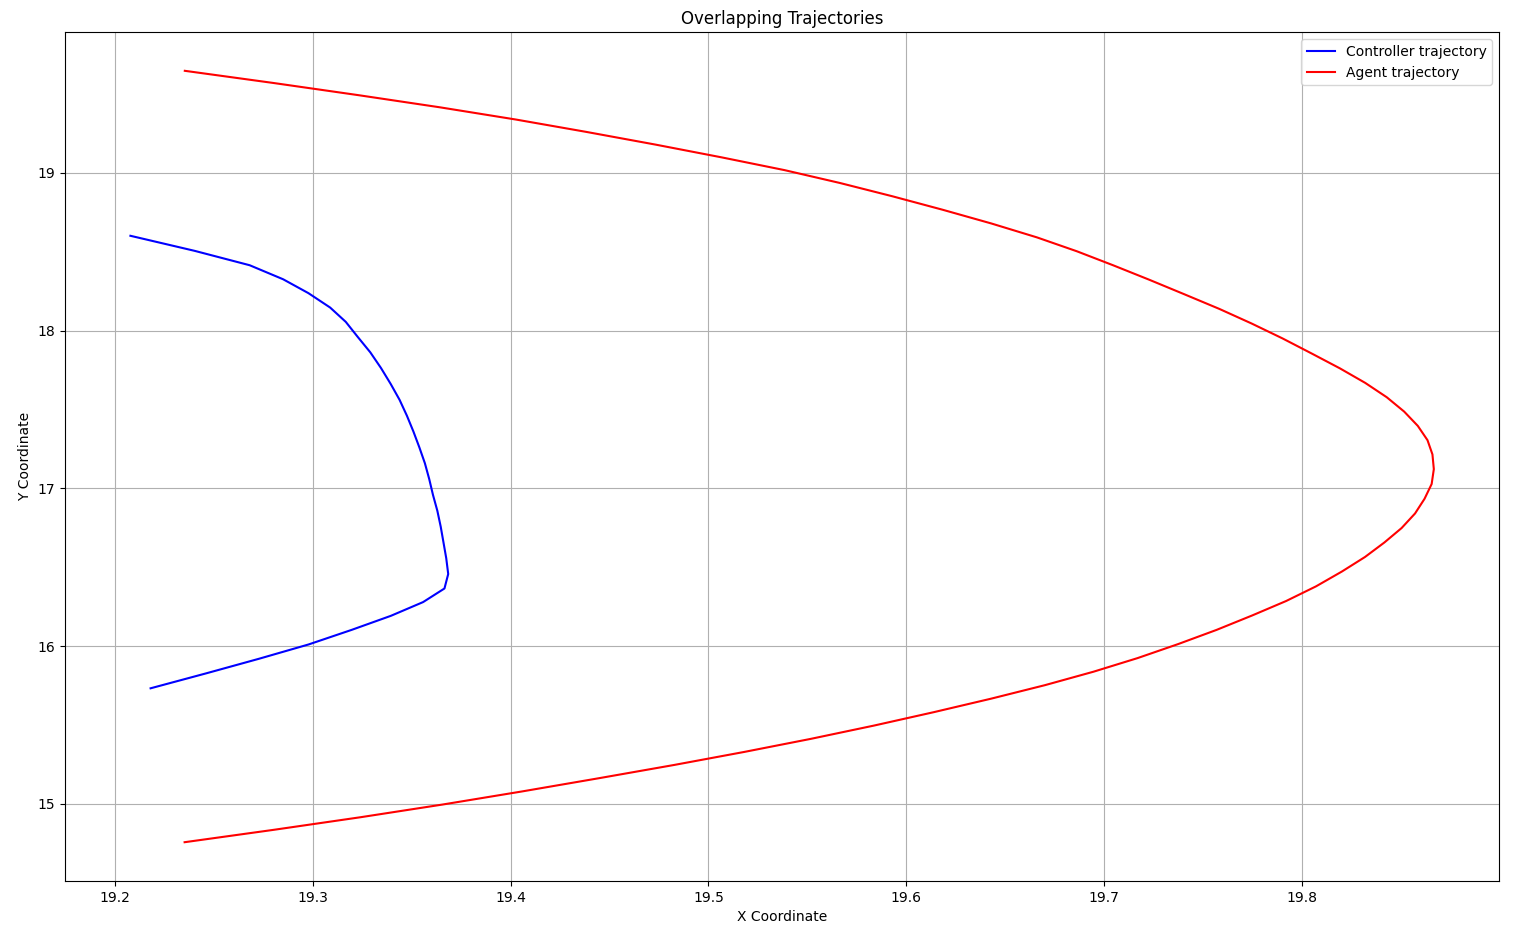 Overlapping Trajectories
Controller trajectory
Agent trajectory
19
18
17
16
15
Y Coordinate
19.2 19.3 19.4 19.5 19.6 19.7 19.8
X Coordinate